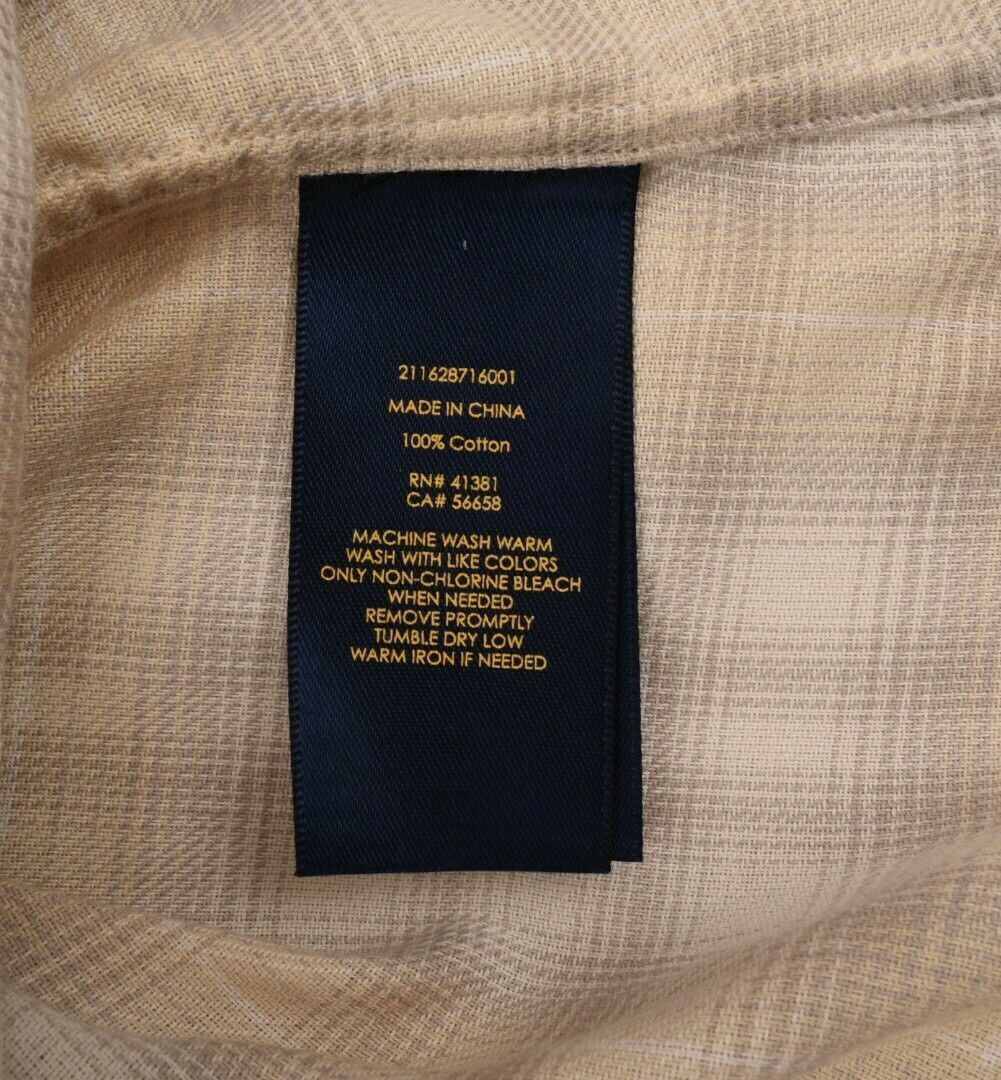 211628716001
MADE IN CHINA
100% Cotton
RN# 41381
CA# 56658
MACHINE WASH WARM
WASH WITH LIKE COLORS
ONLY NON-CHLORINE BLEACH
WHEN NEEDED
REMOVE PROMPTLY
TUMBLE DRY LOW
WARM IRON IF NEEDED